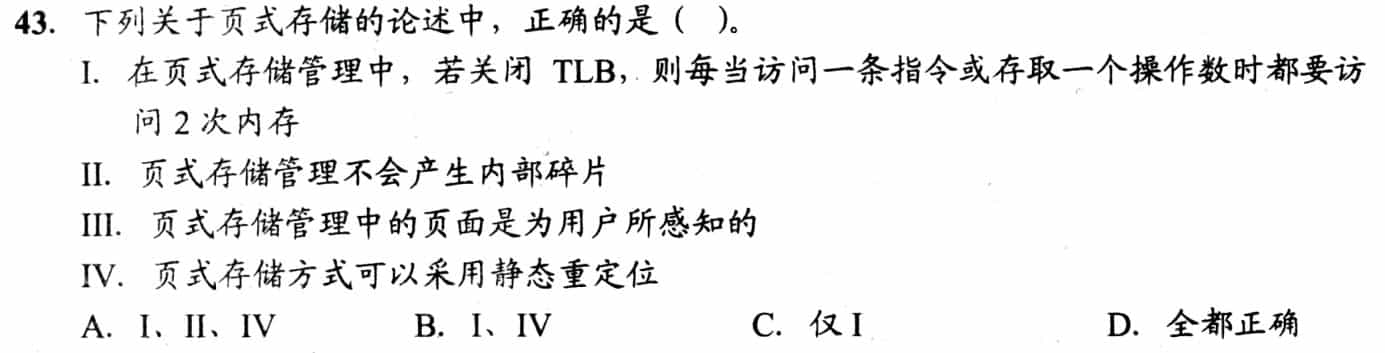 43. 下列关于页式存储的论述中，正确的是（ ）。
I. 在页式存储管理中，若关闭 TLB，则每当访问一条指令或存取一个操作数时都要访
问 2 次内存
II. 页式存储管理不会产生内部碎片
III. 页式存储管理中的页面是为用户所感知的
IV. 页式存储方式可以采用静态重定位
A. I、II、IV B. I、IV C. 仅 I D. 全都正确